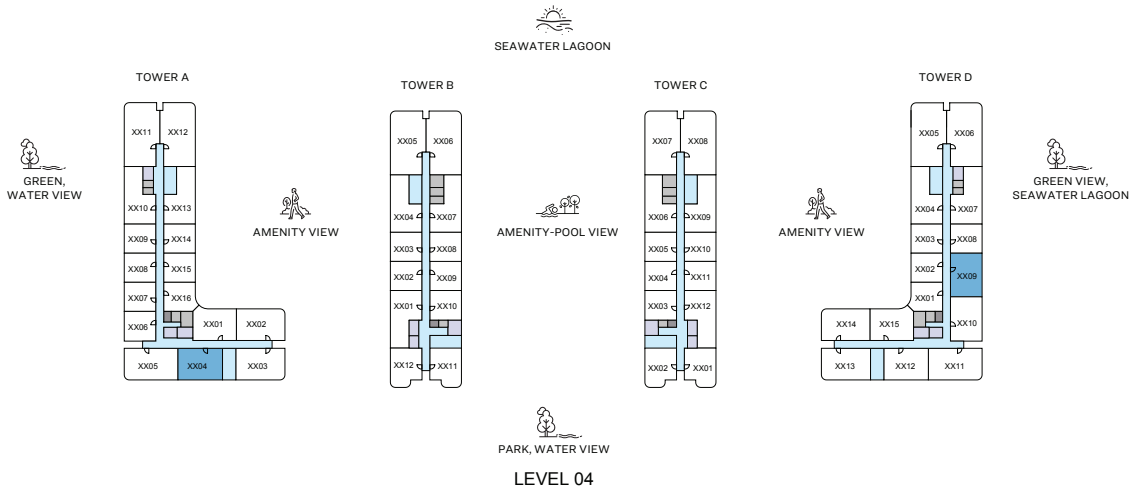 SEAWATER LAGOON
TOWER A
TOWER B
TOWER C
TOWER D
GREEN,
WATER VIEW
AMENITY VIEW
AMENITY-POOL VIEW
AMENITY VIEW
GREEN VIEW,
SEAWATER LAGOON
XX11 XX12
XX10 XX13
XX09 XX14
XX08 XX15
XX07 XX16
XX06 XX01 XX02
XX05 XX04 XX03
XX05 XX06
XX04 XX07
XX03 XX08
XX02 XX09
XX01 XX10
XX12 XX11
XX07 XX08
XX06 XX09
XX05 XX10
XX04 XX11
XX03 XX12
XX02 XX01
XX05 XX06
XX04 XX07
XX03 XX08
XX02 XX09
XX01
XX14 XX15 XX10
XX13 XX12 XX11
PARK, WATER VIEW
LEVEL 04